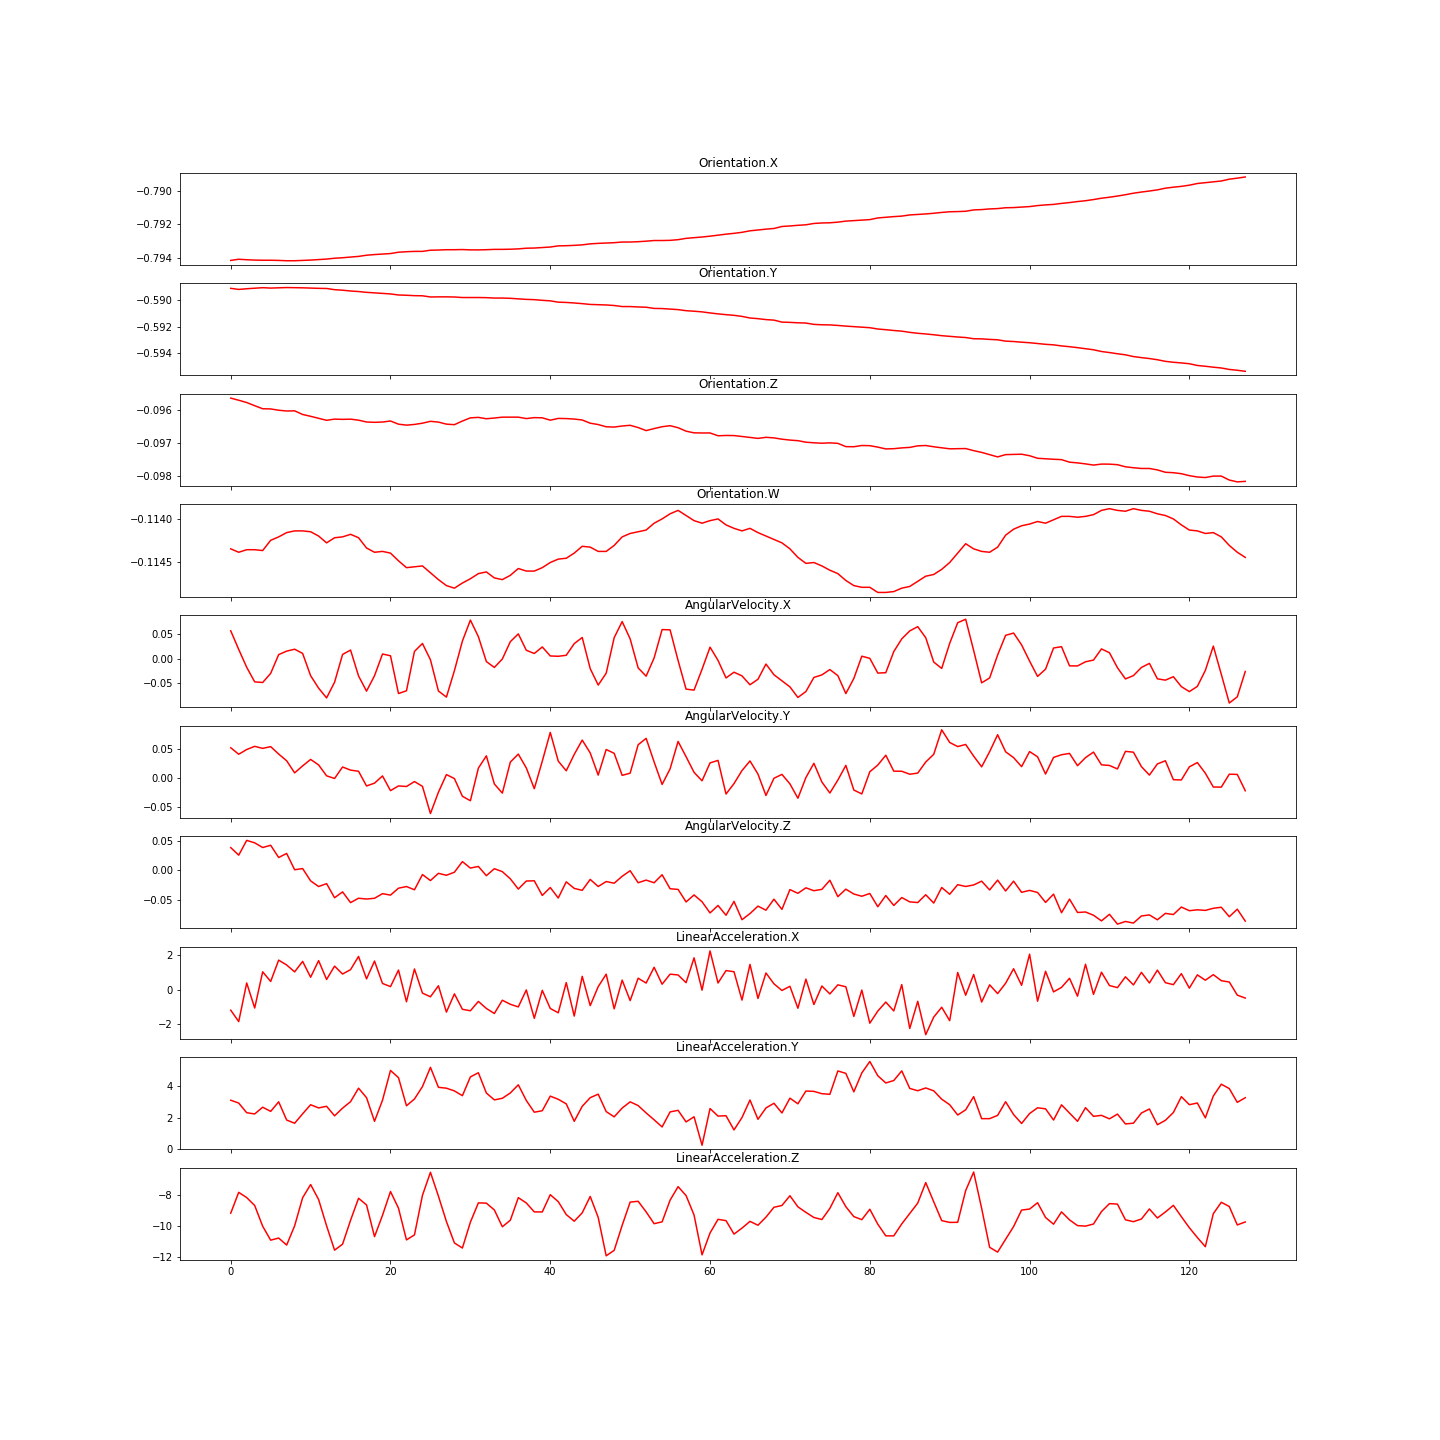 Orientation.X
−0.790
−0.792
−0.794
Orientation.Y
−0.590
−0.592
−0.594
Orientation.Z
−0.096
−0.097
−0.098
Orientation.W
−0.1140
−0.1145
AngularVelocity.X
0.05
0.00
−0.05
AngularVelocity.Y
0.05
0.00
−0.05
AngularVelocity.Z
0.05
0.00
−0.05
LinearAcceleration.X
2
0
−2
LinearAcceleration.Y
4
2
0
LinearAcceleration.Z
−8
−10
−12
0 20 40 60 80 100 120